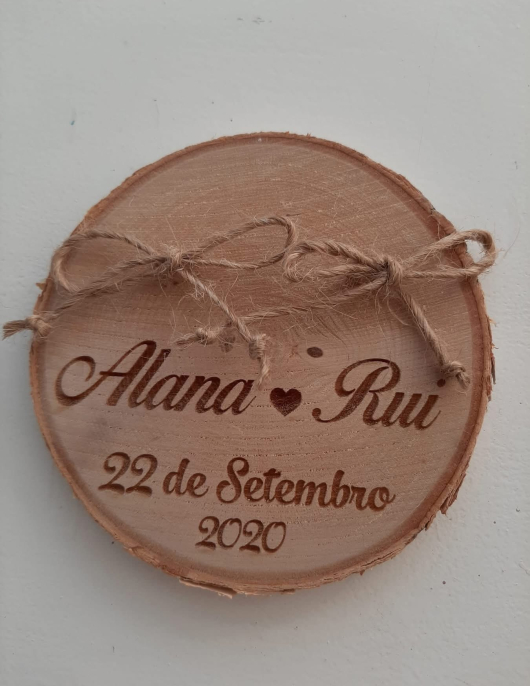 Alana ♥ Rui
22 de Setembro
2020